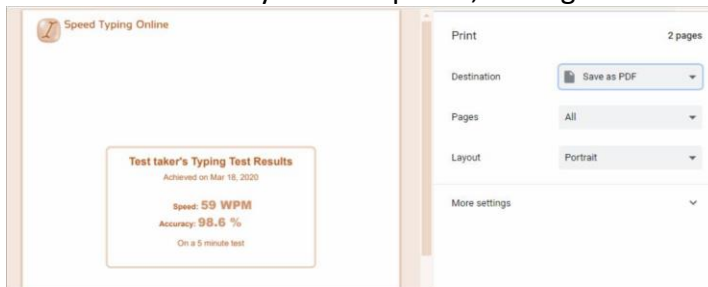 Speed Typing Online
Test taker's Typing Test Results
Achieved on Mar 18, 2020
Speed: 59 WPM
Accuracy: 98.6 %
On a 5 minute test
Print 2 pages
Destination Save as PDF
Pages All
Layout Portrait
More settings